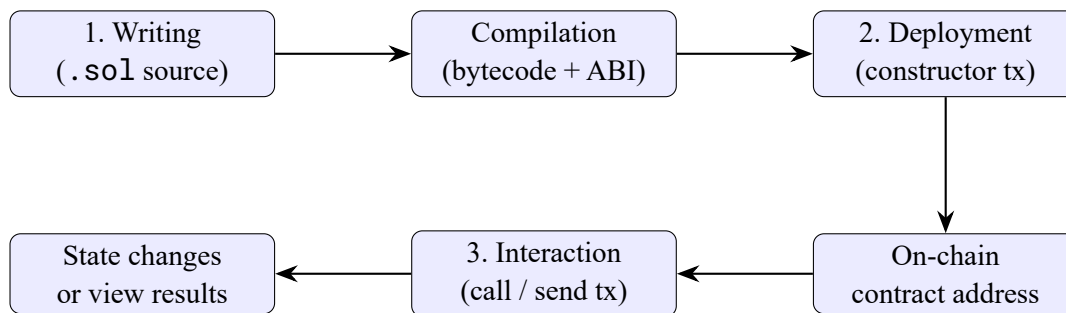 1. Writing
(.sol source)
Compilation
(bytecode + ABI)
2. Deployment
(constructor tx)
State changes
or view results
3. Interaction
(call / send tx)
On-chain
contract address